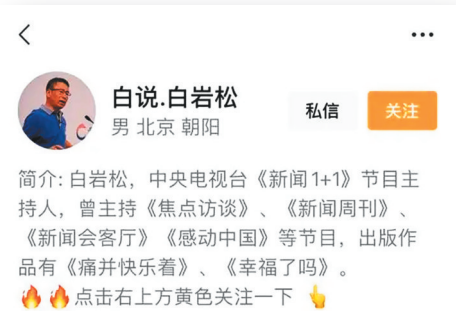 白说.白岩松
私信
关注
男 北京 朝阳
简介: 白岩松，中央电视台《新闻1+1》节目主
持人，曾主持《焦点访谈》、《新闻周刊》、
《新闻会客厅》《感动中国》等节目，出版作
品有《痛并快乐着》、《幸福了吗》。
🔥🔥点击右上方黄色关注一下 👆